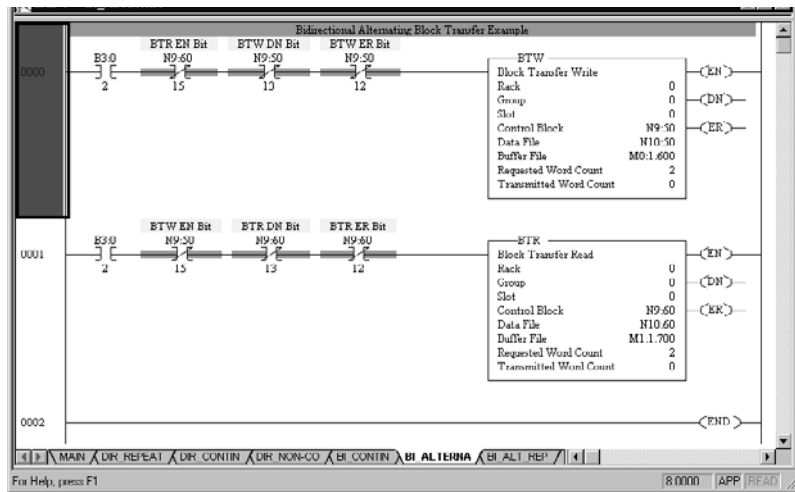 Bidirectional Alternating Block Transfer Example
BTR EN Bit BTW DN Bit BTW ER Bit
B3:0 N9:60 N9:50 N9:50
0000
2 15 13 12
BTW
Block Transfer Write
Rack 0
Group 0
Slot 0
Control Block N9:50
Data File N10:50
Buffer File M0:1.600
Requested Word Count 2
Transmitted Word Count 0
EN
DN
ER
BTW EN Bit BTR DN Bit BTR ER Bit
B3:0 N9:50 N9:60 N9:60
0001
2 15 13 12
BTR
Block Transfer Read
Rack 0
Group 0
Slot 0
Control Block N9:60
Data File N10:60
Buffer File M1:1.700
Requested Word Count 2
Transmitted Word Count 0
EN
DN
ER
0002
END
MAIN DIR_REPEAT DIR_CONTIN DIR_NON-CO BI_CONTIN BI_ALTERNA BI_ALT_REP
For Help, press F1
8:0000 APP READ